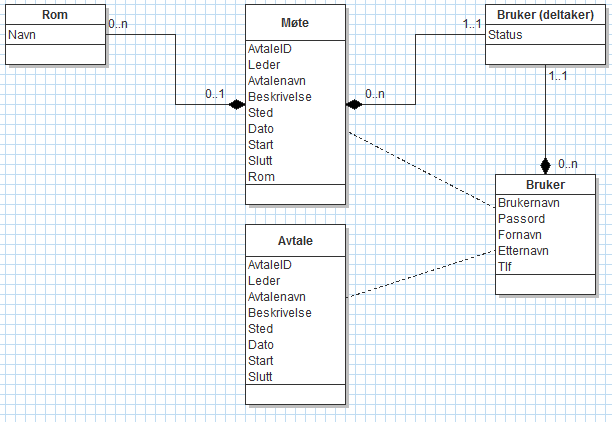 Rom
Navn
0..n
0..1
Møte
AvtaleID
Leder
Avtalenavn
Beskrivelse
Sted
Dato
Start
Slutt
Rom
1..1
0..n
Bruker (deltaker)
Status
1..1
0..n
Bruker
Brukernavn
Passord
Fornavn
Etternavn
Tlf
Avtale
AvtaleID
Leder
Avtalenavn
Beskrivelse
Sted
Dato
Start
Slutt